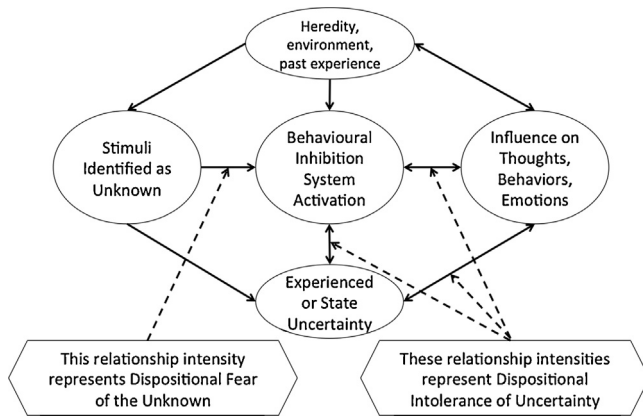 Heredity,
environment,
past experience
Stimuli
Identified as
Unknown
Behavioural
Inhibition
System
Activation
Influence on
Thoughts,
Behaviors,
Emotions
Experienced
or State
Uncertainty
This relationship intensity
represents Dispositional Fear
of the Unknown
These relationship intensities
represent Dispositional
Intolerance of Uncertainty